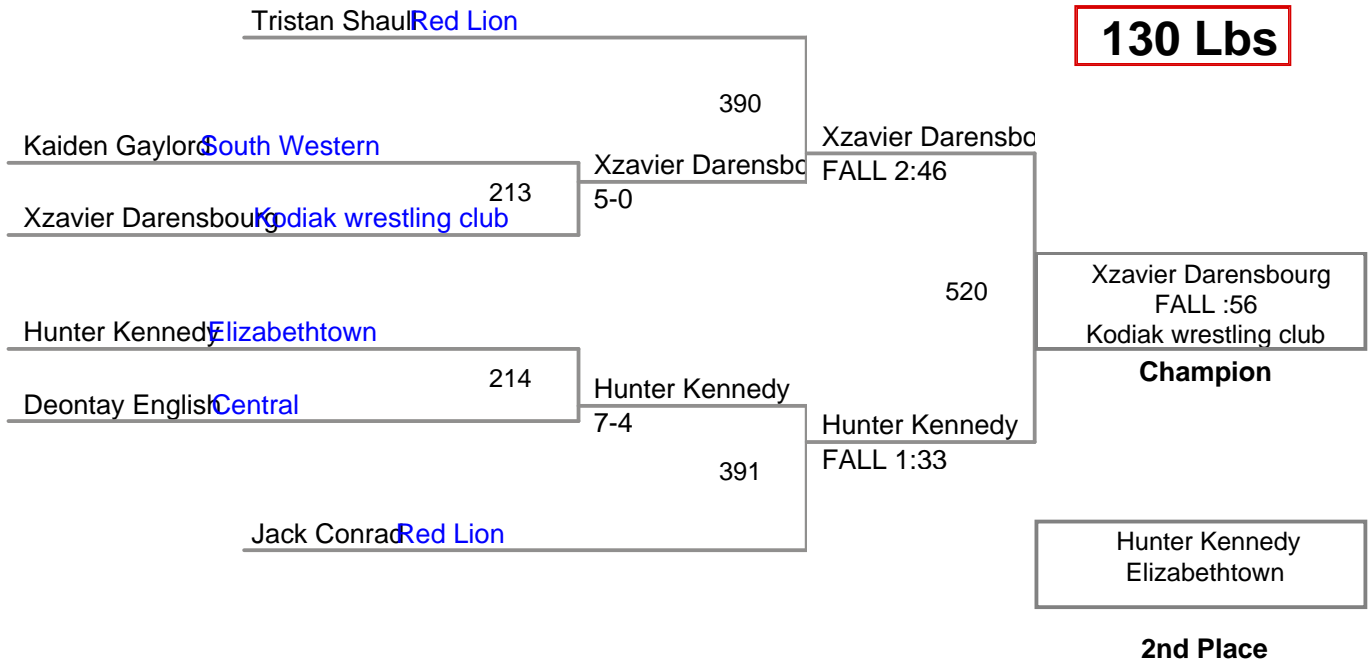 Tristan Shaull Red Lion
130 Lbs
390
Kaiden Gaylord South Western
Xzavier Darensbo
Xzavier Darensbo
FALL 2:46
213
5-0
Xzavier Darensbourg Kodiak wrestling club
Xzavier Darensbourg
FALL :56
Kodiak wrestling club
520
Champion
Hunter Kennedy Elizabethtown
214
Hunter Kennedy
7-4
Deontay English Central
Hunter Kennedy
FALL 1:33
391
Jack Conrad Red Lion
Hunter Kennedy
Elizabethtown
2nd Place